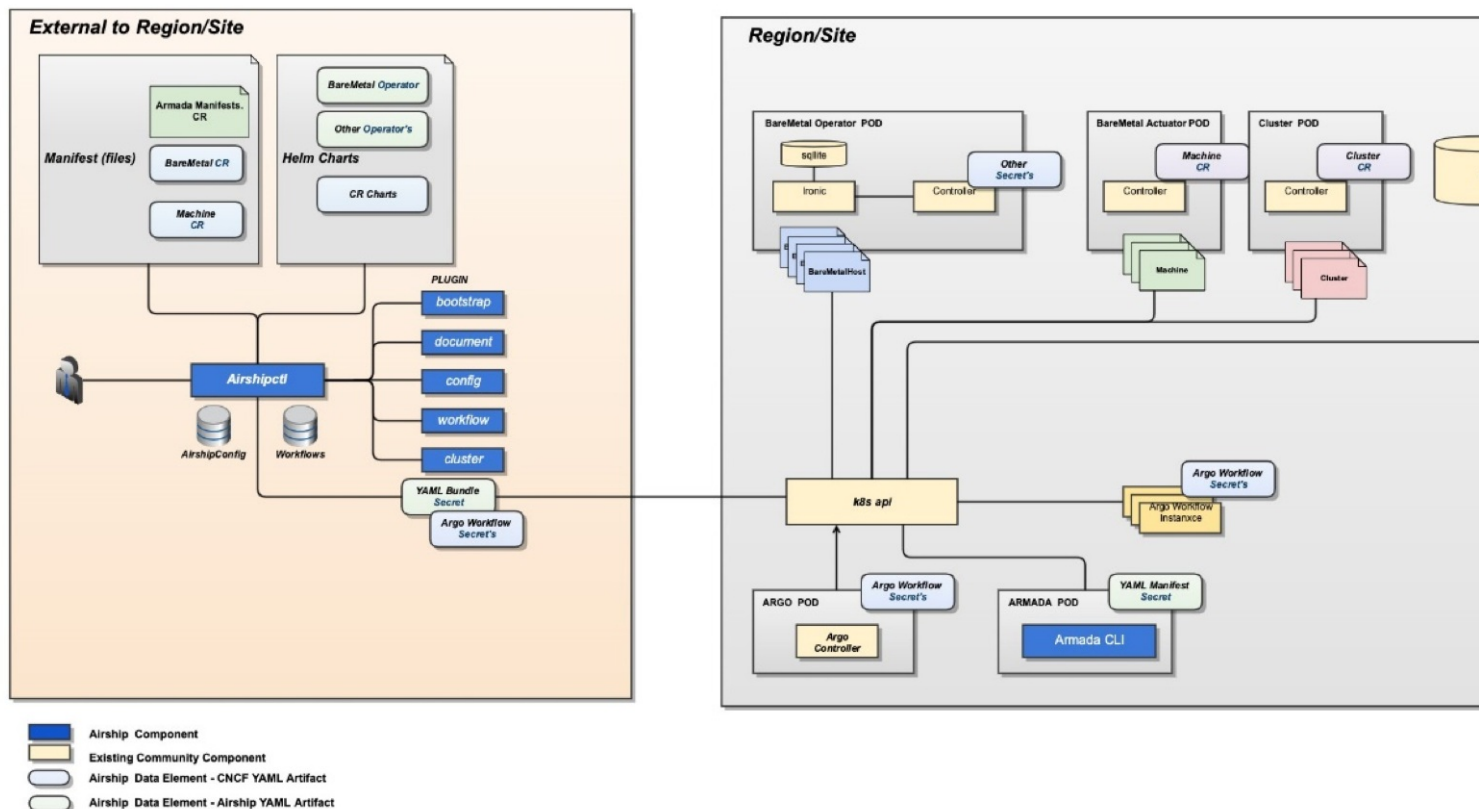 External to Region/Site
Armada Manifests.
CR
Manifest (files)
BareMetal CR
Machine
CR
BareMetal Operator
Other Operator's
Helm Charts
CR Charts
PLUGIN
bootstrap
document
config
workflow
cluster
Airshipctl
AirshipConfig
Workflows
YAML Bundle
Secret
Argo Workflow
Secret's
Region/Site
BareMetal Operator POD
sqllite
Ironic
Controller
Other
Secret's
BareMetalHost
BareMetal Actuator POD
Machine
CR
Controller
Machine
Cluster POD
Cluster
CR
Controller
Cluster
k8s api
Argo Workflow
Secret's
Argo Workflow
Instanxce
ARGO POD
Argo Workflow
Secret's
Argo
Controller
ARMADA POD
YAML Manifest
Secret
Armada CLI
Airship Component
Existing Community Component
Airship Data Element - CNCF YAML Artifact
Airship Data Element - Airship YAML Artifact